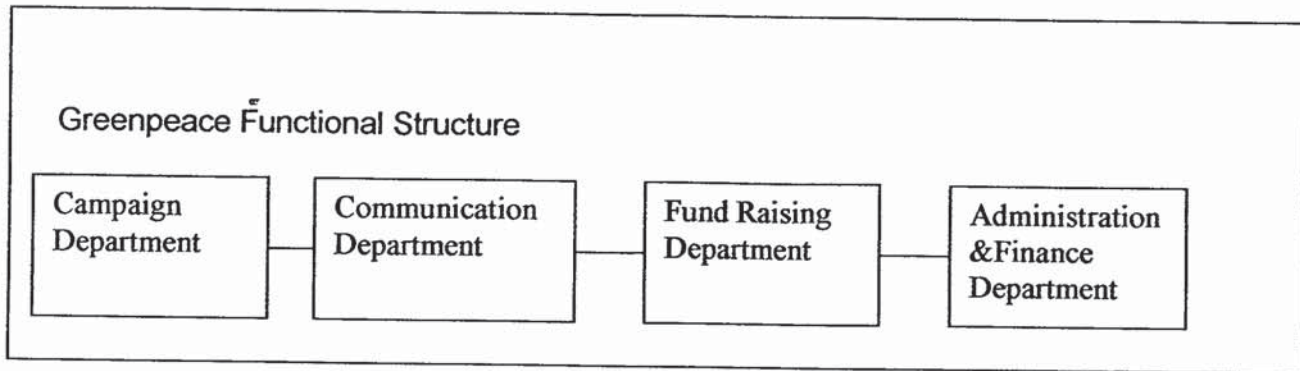 Greenpeace Functional Structure
Campaign
Department
Communication
Department
Fund Raising
Department
Administration
&Finance
Department